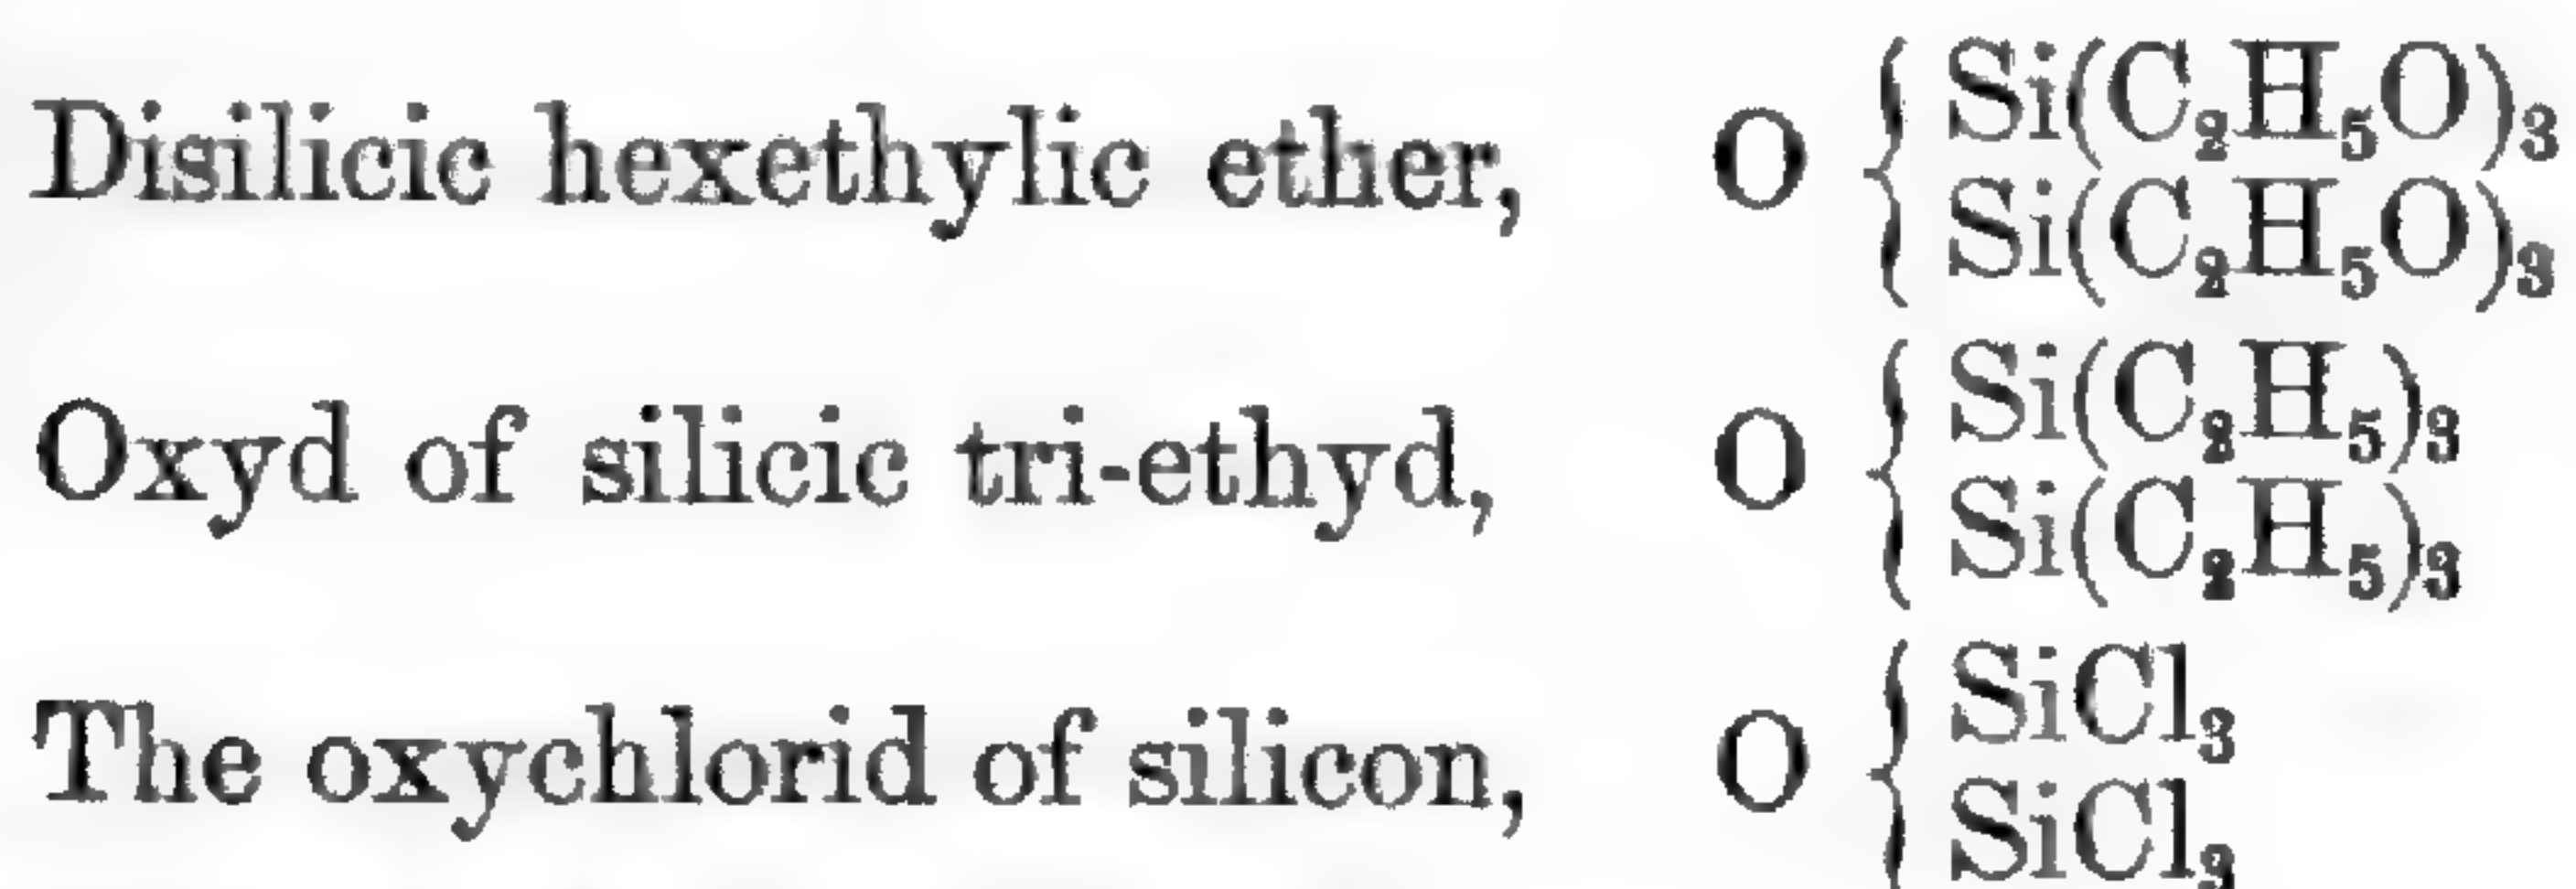 Disilicic hexethylic ether, O { Si(C₂H₅O)₃
Si(C₂H₅O)₃
Oxyd of silicic tri-ethyd, O { Si(C₂H₅)₃
Si(C₂H₅)₃
The oxychlorid of silicon, O { SiCl₃
SiCl₃